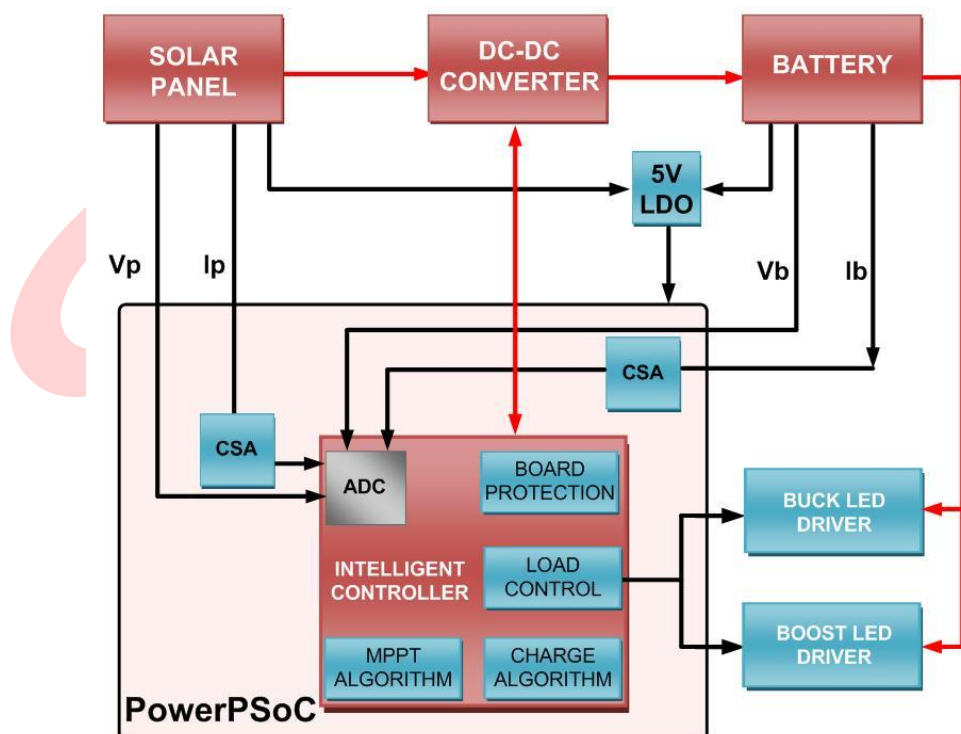 SOLAR
PANEL
DC-DC
CONVERTER
BATTERY
5V
LDO
Vp
Ip
Vb
Ib
CSA
CSA
ADC
BOARD
PROTECTION
INTELLIGENT
CONTROLLER
LOAD
CONTROL
MPPT
ALGORITHM
CHARGE
ALGORITHM
BUCK LED
DRIVER
BOOST LED
DRIVER
PowerPSoC